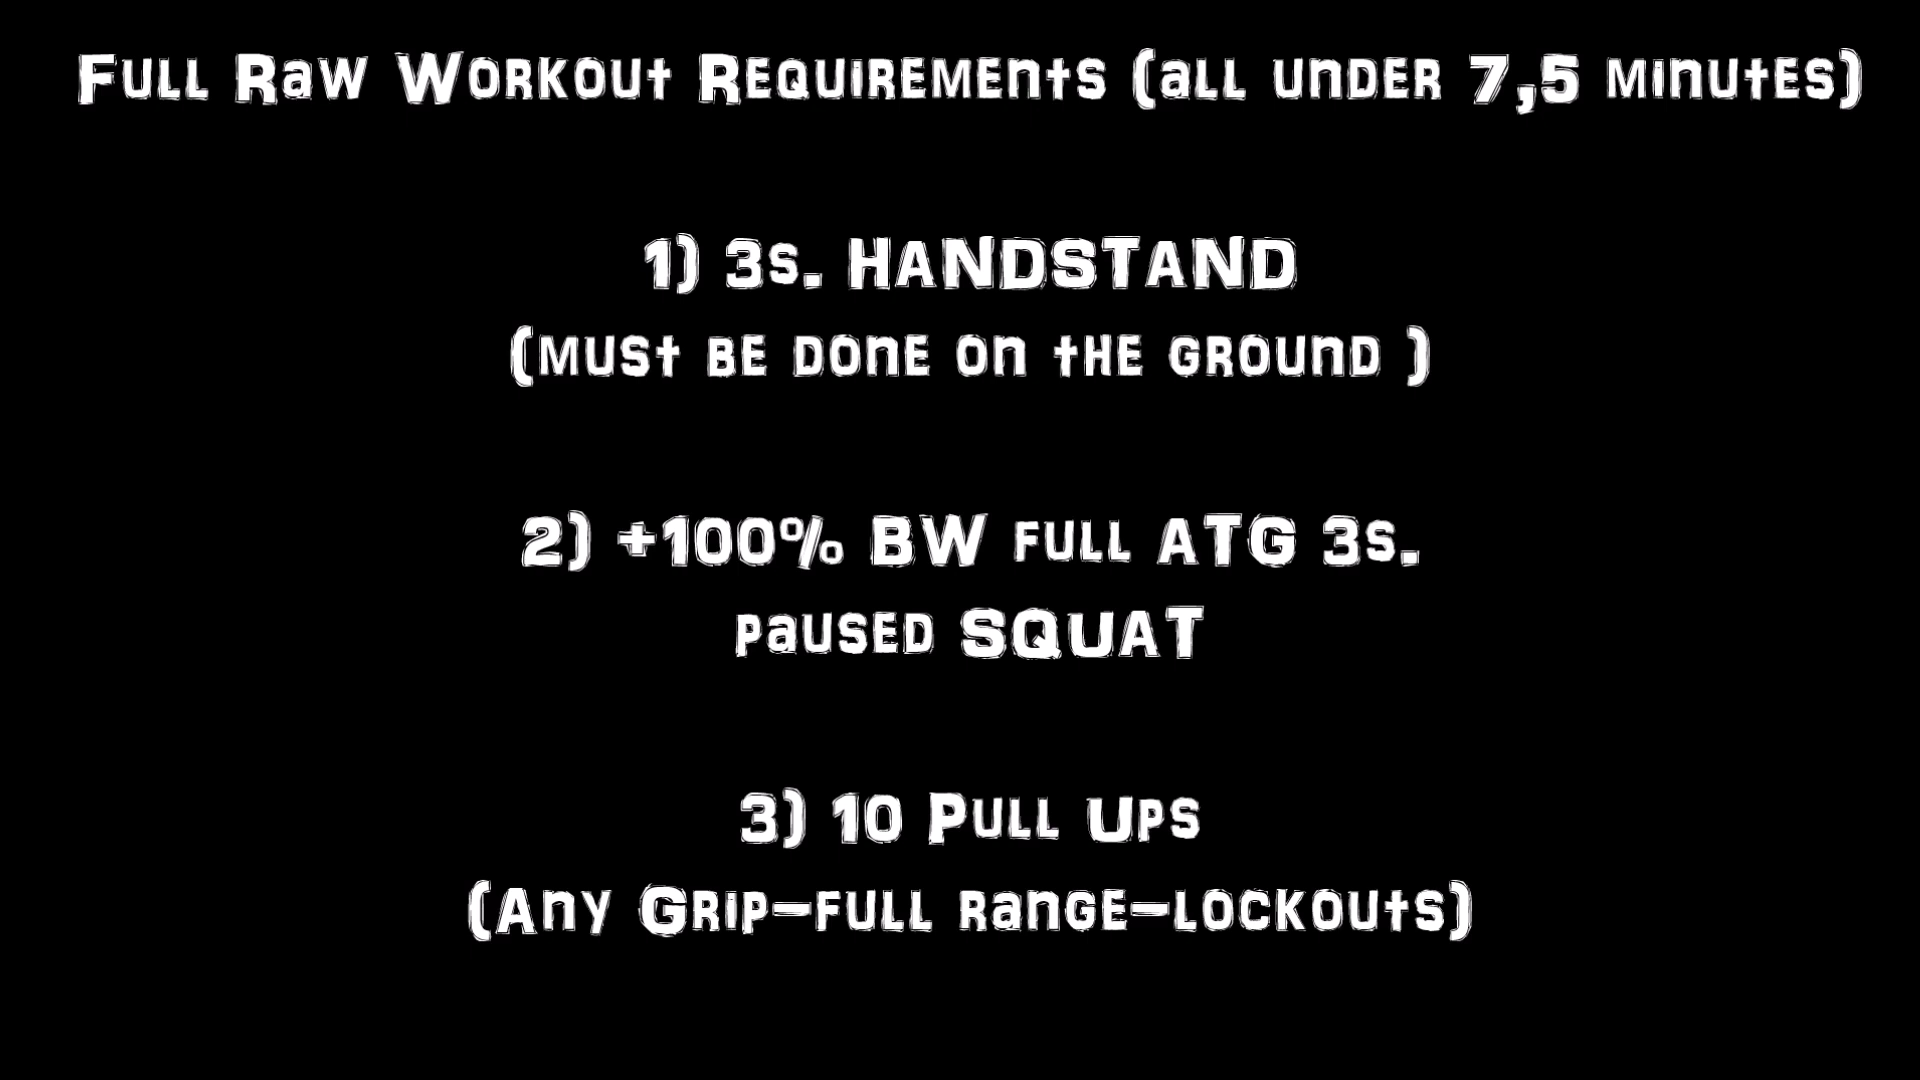 Full Raw Workout Requirements (all under 7,5 minutes)
1) 3s. HANDSTAND
(must be done on the ground )
2) +100% BW full ATG 3s.
paused SQUAT
3) 10 Pull Ups
(Any Grip-full range-lockouts)